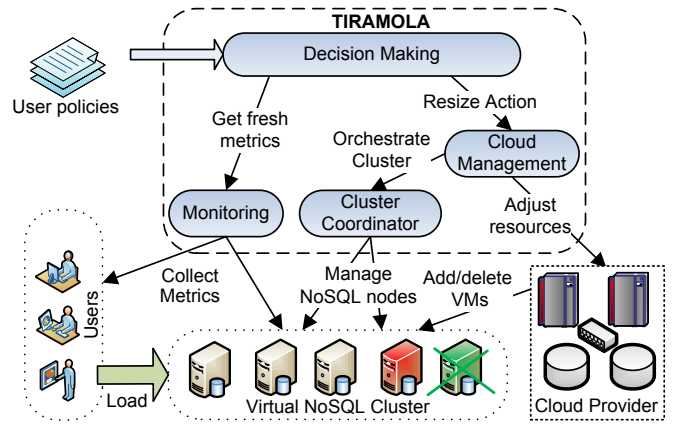 TIRAMOLA
Decision Making
User policies
Get fresh
metrics
Resize Action
Orchestrate
Cluster
Cloud
Management
Monitoring
Cluster
Coordinator
Adjust
resources
Collect
Metrics
Manage
NoSQL nodes
Add/delete
VMs
Users
Load
Virtual NoSQL Cluster
Cloud Provider